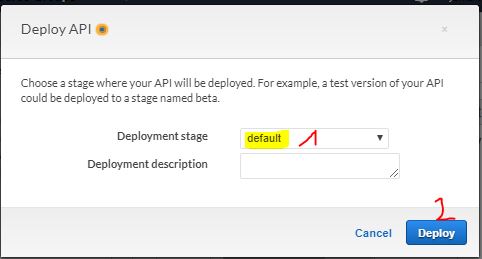 Deploy API
Choose a stage where your API will be deployed. For example, a test version of your API
could be deployed to a stage named beta.
Deployment stage default 1
Deployment description
2
Cancel Deploy